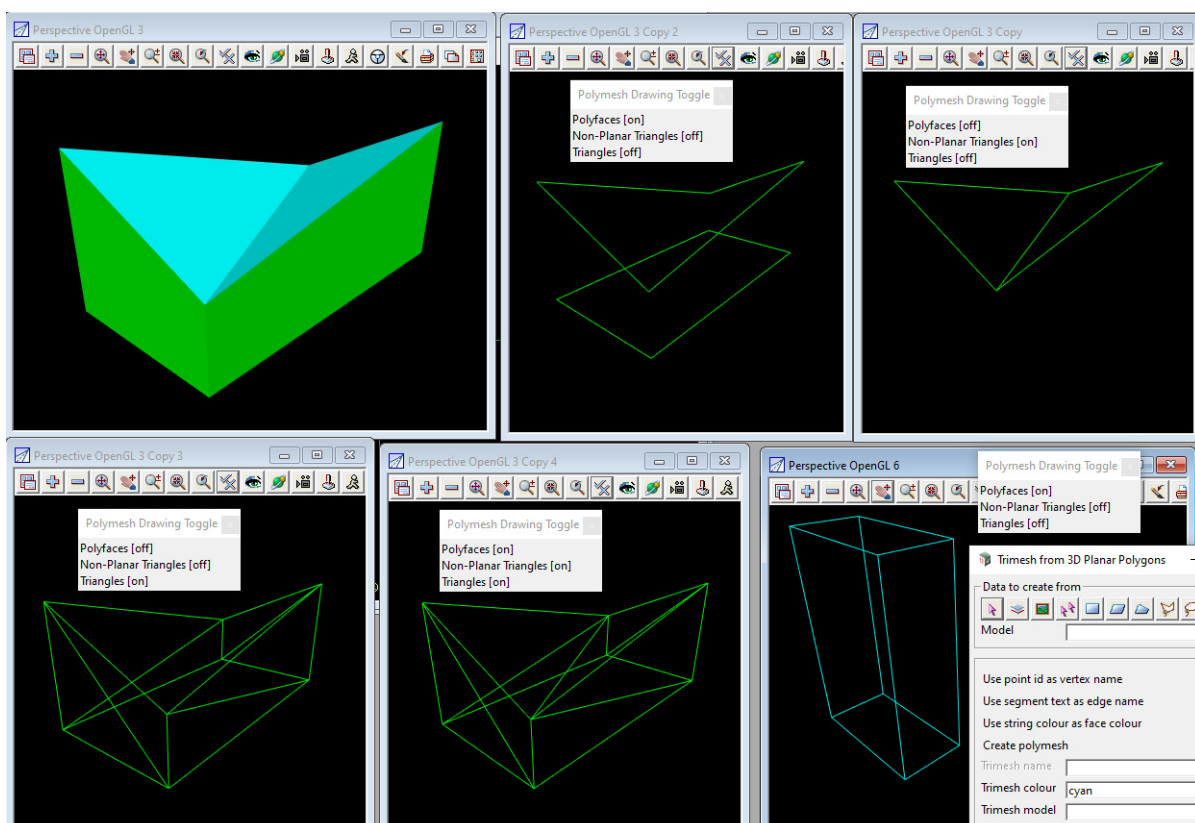 Perspective OpenGL 3
Perspective OpenGL 3 Copy 2
Polymesh Drawing Toggle
Polyfaces [on]
Non-Planar Triangles [off]
Triangles [off]
Perspective OpenGL 3 Copy
Polymesh Drawing Toggle
Polyfaces [off]
Non-Planar Triangles [on]
Triangles [off]
Perspective OpenGL 3 Copy 3
Polymesh Drawing Toggle
Polyfaces [off]
Non-Planar Triangles [off]
Triangles [on]
Perspective OpenGL 3 Copy 4
Polymesh Drawing Toggle
Polyfaces [on]
Non-Planar Triangles [on]
Triangles [on]
Perspective OpenGL 6
Polymesh Drawing Toggle
Polyfaces [on]
Non-Planar Triangles [off]
Triangles [off]
Trimesh from 3D Planar Polygons
Data to create from
Model
Use point id as vertex name
Use segment text as edge name
Use string colour as face colour
Create polymesh
Trimesh name
Trimesh colour cyan
Trimesh model